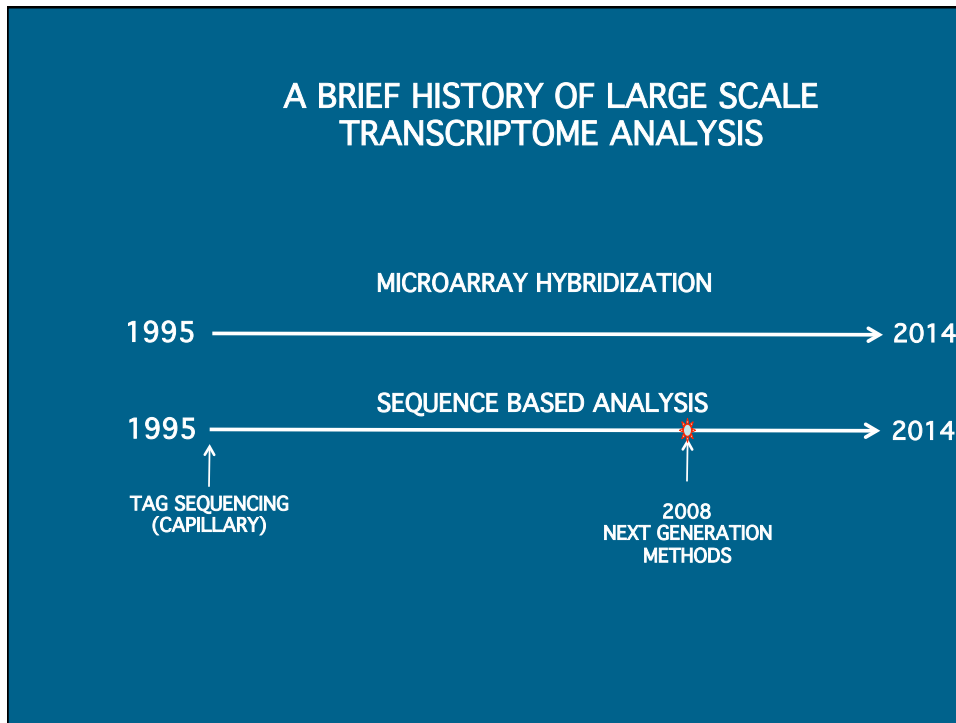 A BRIEF HISTORY OF LARGE SCALE
TRANSCRIPTOME ANALYSIS
MICROARRAY HYBRIDIZATION
1995
2014
SEQUENCE BASED ANALYSIS
1995
2014
TAG SEQUENCING
(CAPILLARY)
2008
NEXT GENERATION
METHODS